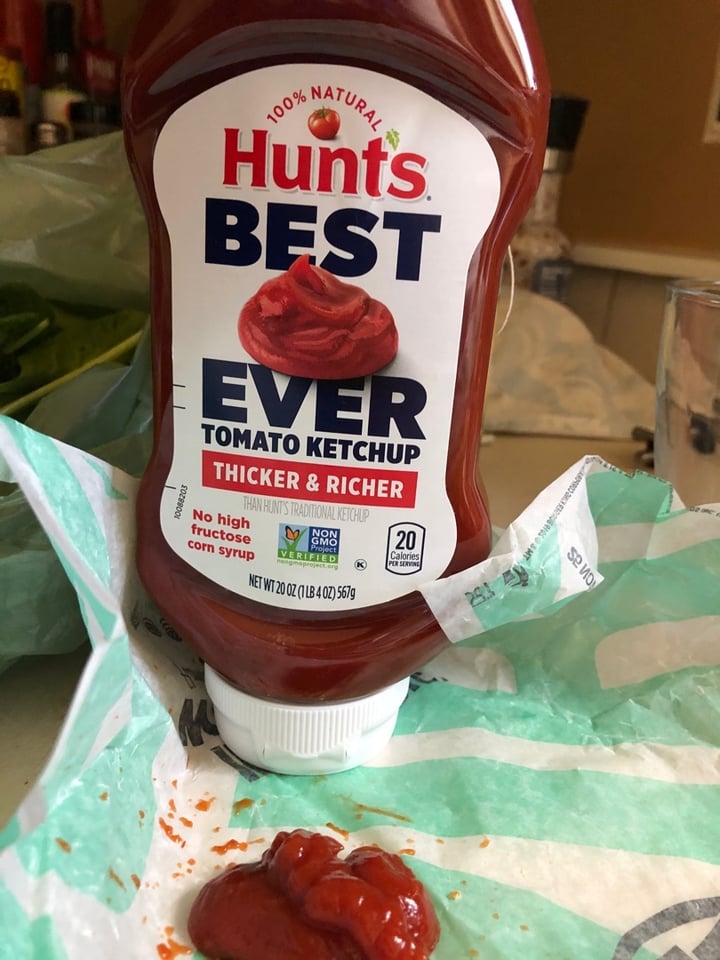 100% NATURAL
Hunt's
BEST
EVER
TOMATO KETCHUP
THICKER & RICHER
THAN HUNT'S TRADITIONAL KETCHUP
10088203
No high
fructose
corn syrup
NON
GMO
Project
VERIFIED
nongmoproject.org
K
20
Calories
PER SERVING
NET WT 20 OZ (1 LB 4 OZ) 567g